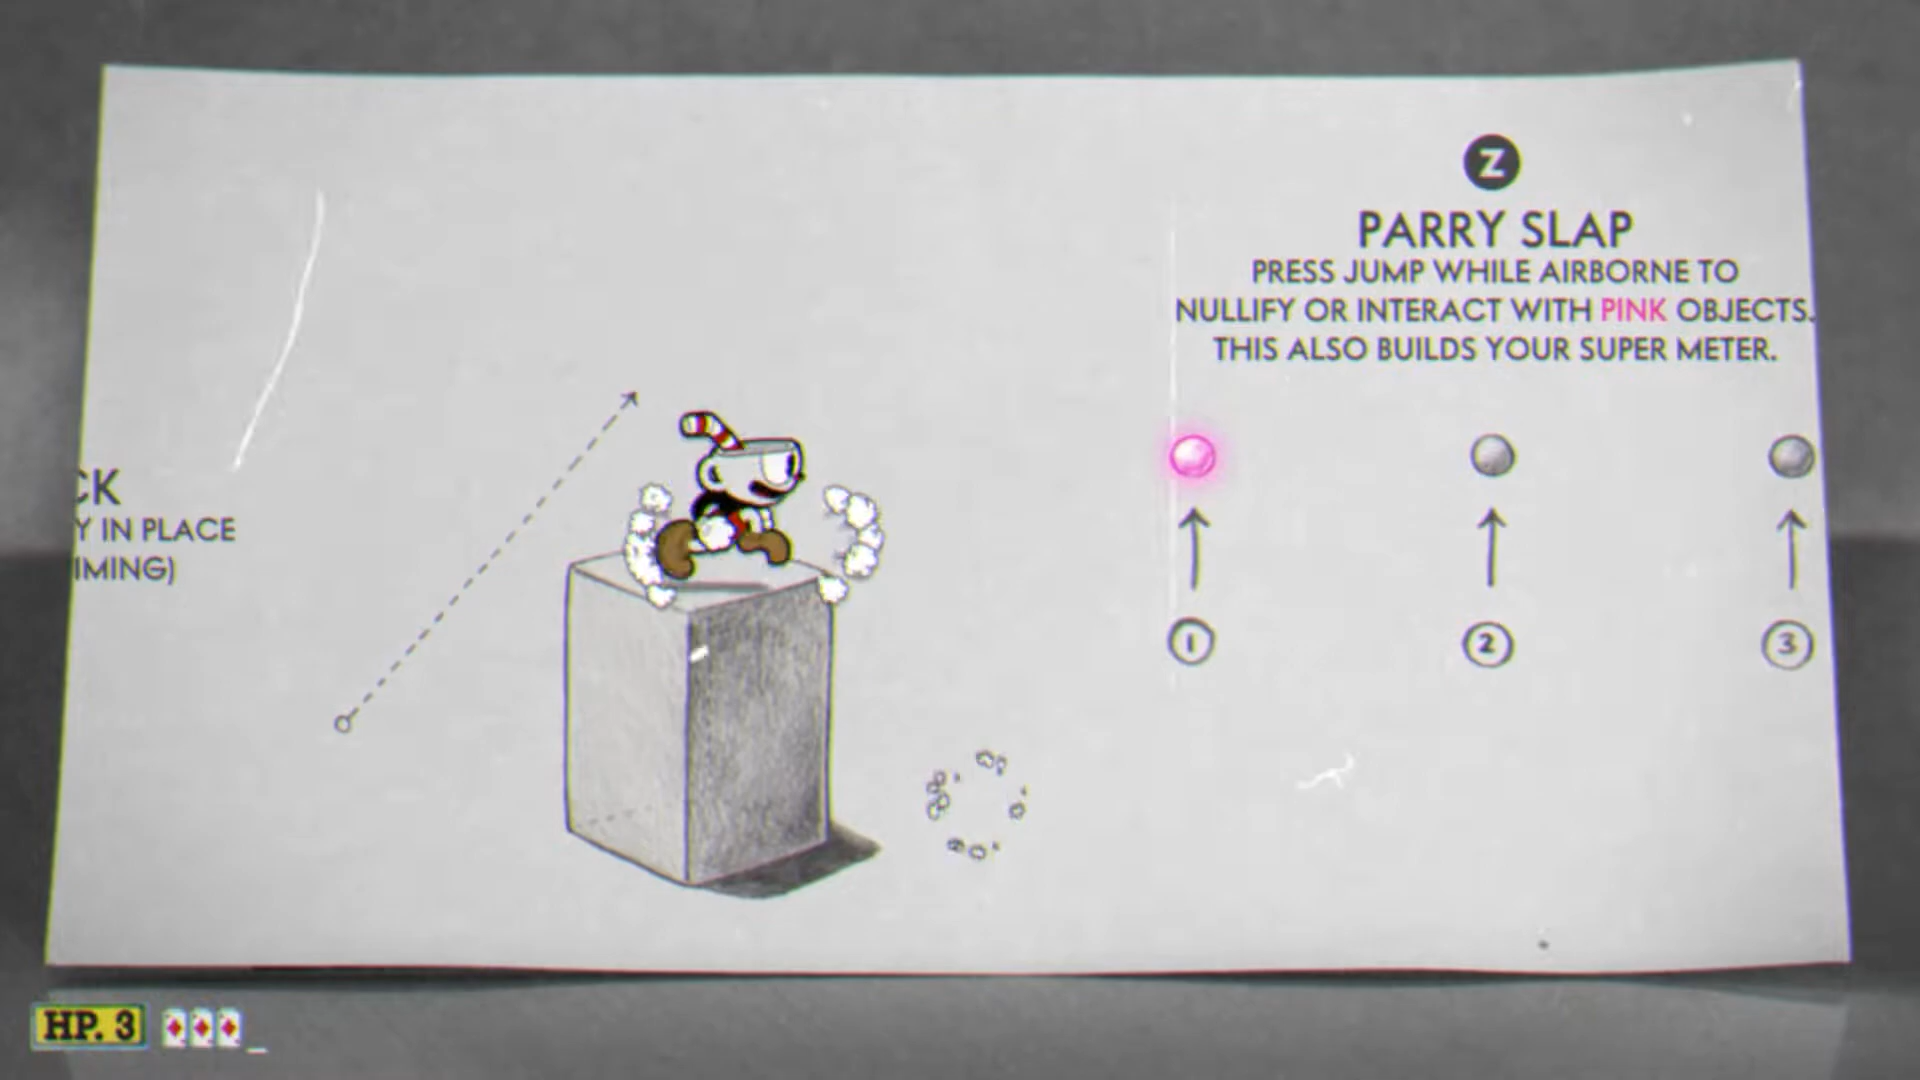 CK
Y IN PLACE
IMING)
Z
PARRY SLAP
PRESS JUMP WHILE AIRBORNE TO
NULLIFY OR INTERACT WITH PINK OBJECTS.
THIS ALSO BUILDS YOUR SUPER METER.
1 2 3
HP. 3